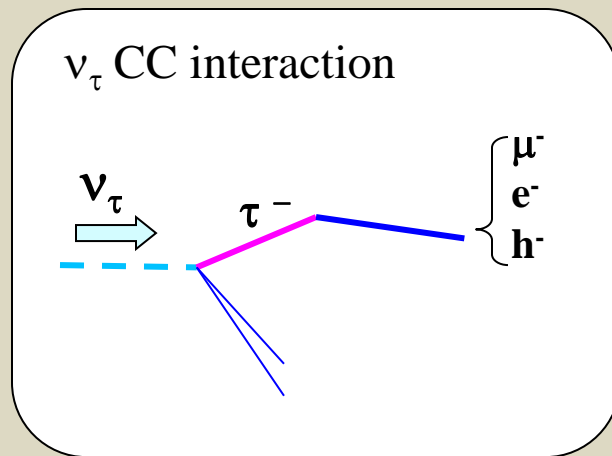 ντ CC interaction
ντ
τ −
μ-
e-
h-